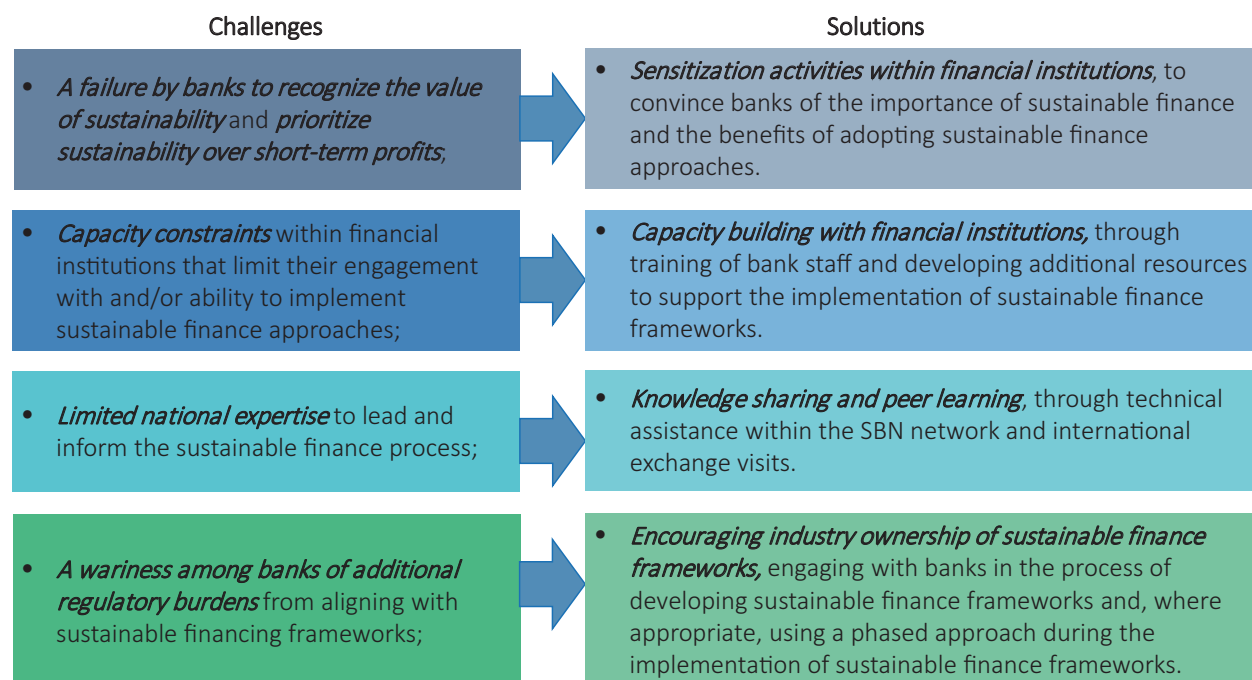 Challenges
Solutions
• A failure by banks to recognize the value
of sustainability and prioritize
sustainability over short-term profits;
• Sensitization activities within financial institutions, to
convince banks of the importance of sustainable finance
and the benefits of adopting sustainable finance
approaches.
• Capacity constraints within financial
institutions that limit their engagement
with and/or ability to implement
sustainable finance approaches;
• Capacity building with financial institutions, through
training of bank staff and developing additional resources
to support the implementation of sustainable finance
frameworks.
• Limited national expertise to lead and
inform the sustainable finance process;
• Knowledge sharing and peer learning, through technical
assistance within the SBN network and international
exchange visits.
• A wariness among banks of additional
regulatory burdens from aligning with
sustainable financing frameworks;
• Encouraging industry ownership of sustainable finance
frameworks, engaging with banks in the process of
developing sustainable finance frameworks and, where
appropriate, using a phased approach during the
implementation of sustainable finance frameworks.